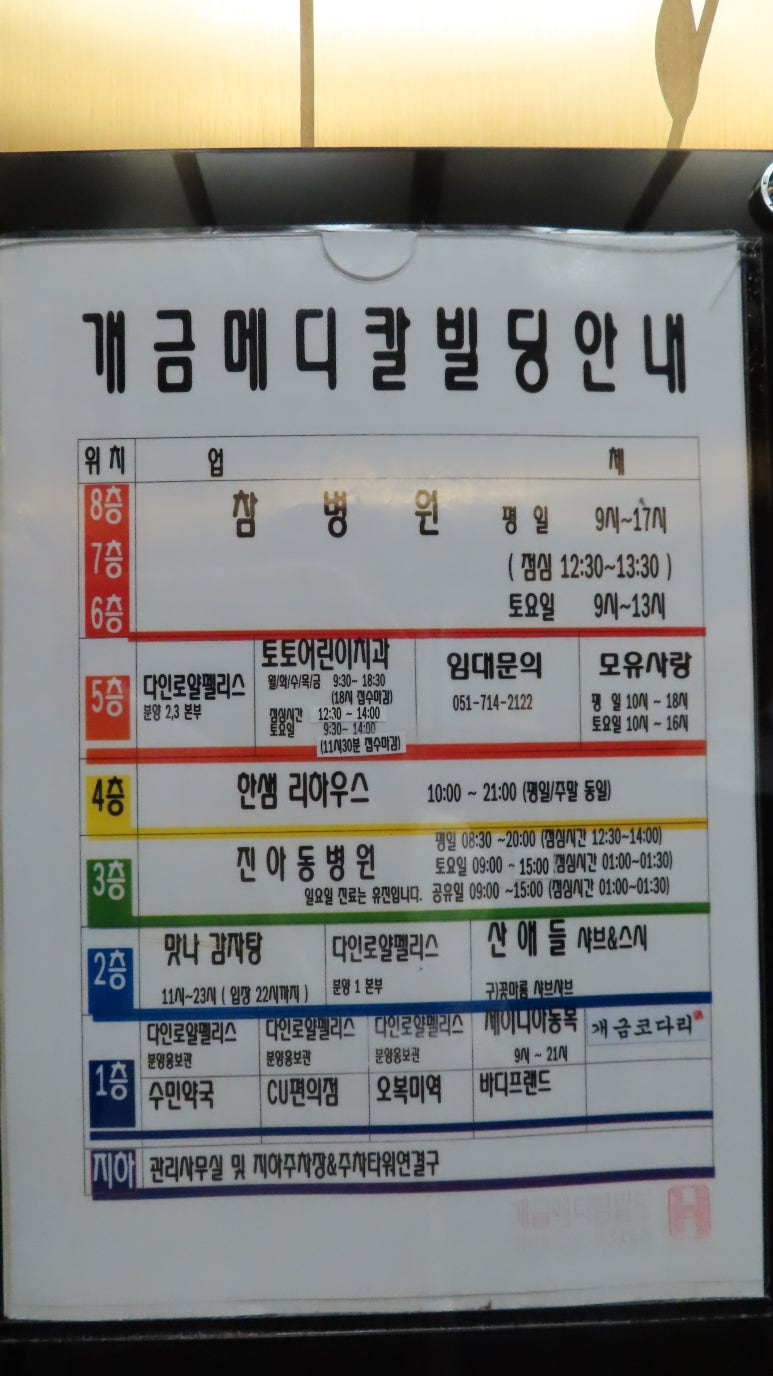 개금메디칼빌딩안내
위치 업 체
8층 참 병 원 평 일 9시~17시
7층 ( 점심 12:30~13:30 )
6층 토요일 9시~13시
5층
다인로얄펠리스
분양 2,3 본부
토토어린이치과
월/화/수/목/금 9:30~ 18:30
(18시 접수마감)
점심시간 12:30 ~ 14:00
토요일 9:30~ 14:00
(11시30분 접수마감)
임대문의
051-714-2122
모유사랑
평 일 10시 ~ 18시
토요일 10시 ~ 16시
4층 한샘 리하우스 10:00 ~ 21:00 (평일/주말 동일)
3층 진아동병원
평일 08:30 ~20:00 (점심시간 12:30~14:00)
토요일 09:00 ~ 15:00 점심시간 01:00~01:30)
일요일 진료는 유진입니다. 공유일 09:00 ~15:00 (점심시간 01:00~01:30)
2층
맛나 감자탕
11시~23시 ( 입장 22시까지 )
다인로얄펠리스
분양 1 본부
산애들 샤브&스시
구)꽃마름 샤브샤브
1층
다인로얄펠리스
분양홍보관
다인로얄펠리스
분양홍보관
다인로얄펠리스
분양홍보관
9시 ~ 21시
개금코다리
수민약국 CU편의점 오복미역 바디프랜드
지하 관리사무실 및 지하주차장&주차타워연결구